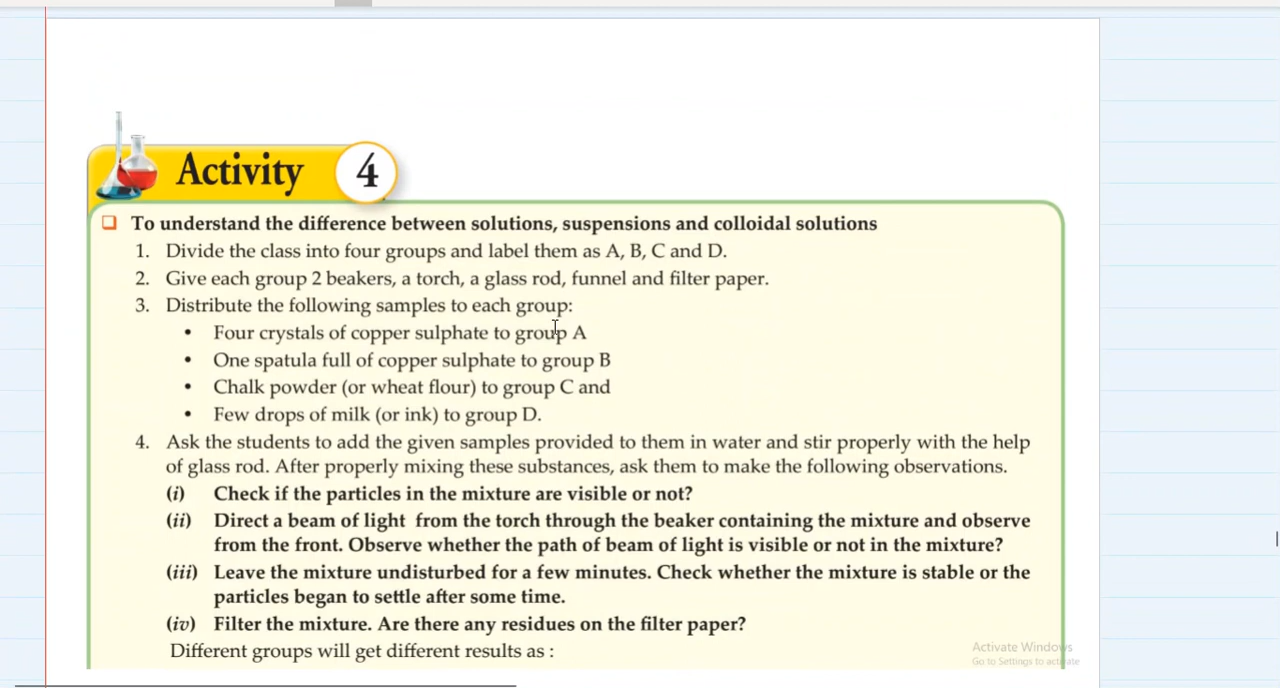 Activity 4
To understand the difference between solutions, suspensions and colloidal solutions
1. Divide the class into four groups and label them as A, B, C and D.
2. Give each group 2 beakers, a torch, a glass rod, funnel and filter paper.
3. Distribute the following samples to each group:
• Four crystals of copper sulphate to group A
• One spatula full of copper sulphate to group B
• Chalk powder (or wheat flour) to group C and
• Few drops of milk (or ink) to group D.
4. Ask the students to add the given samples provided to them in water and stir properly with the help
of glass rod. After properly mixing these substances, ask them to make the following observations.
(i) Check if the particles in the mixture are visible or not?
(ii) Direct a beam of light from the torch through the beaker containing the mixture and observe
from the front. Observe whether the path of beam of light is visible or not in the mixture?
(iii) Leave the mixture undisturbed for a few minutes. Check whether the mixture is stable or the
particles began to settle after some time.
(iv) Filter the mixture. Are there any residues on the filter paper?
Different groups will get different results as :
Activate Windows
Go to Settings to activate